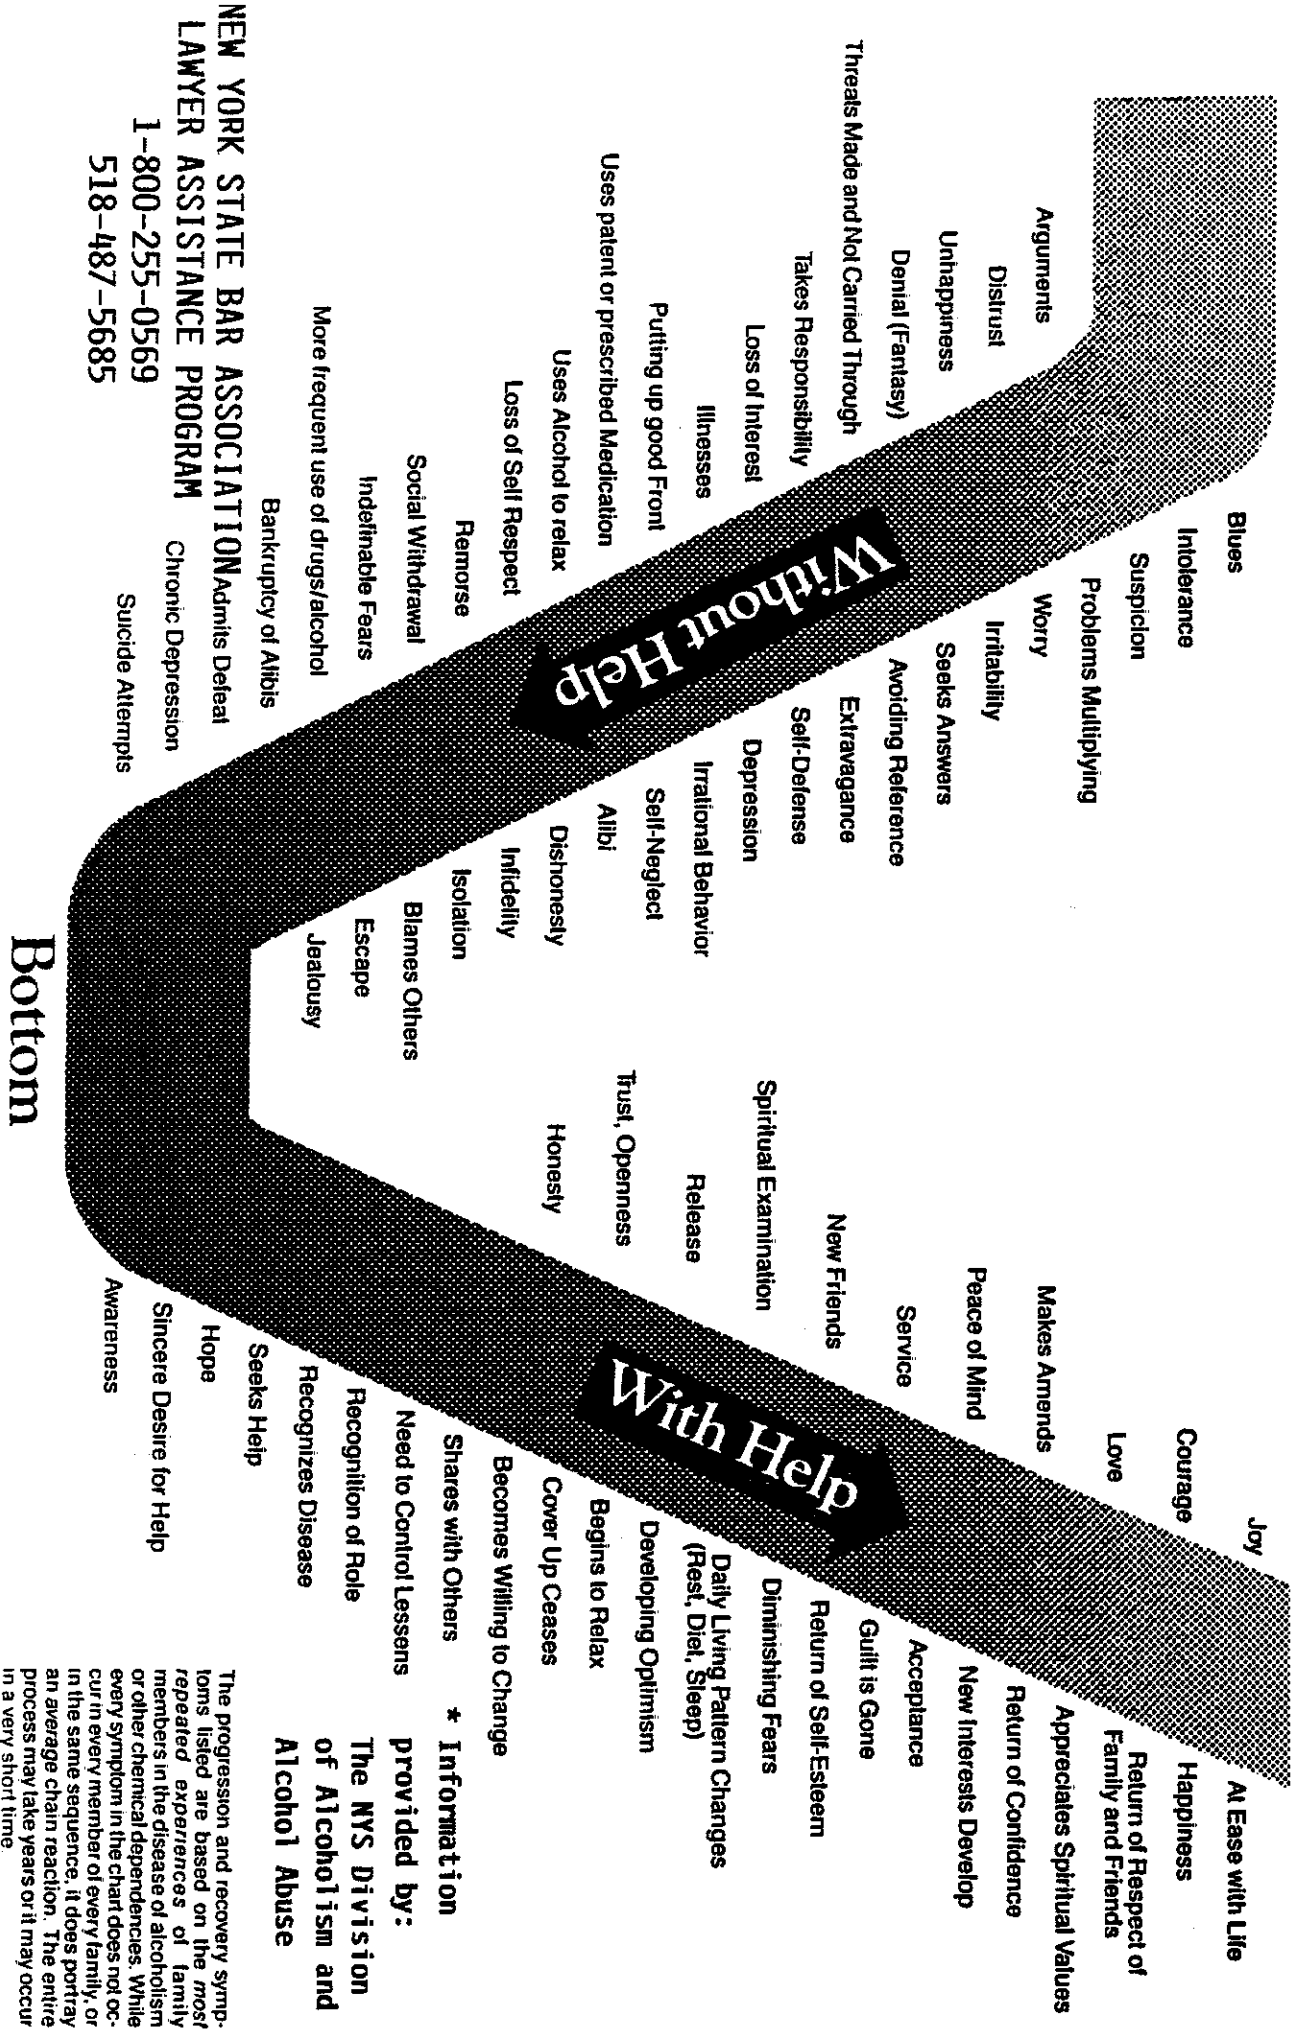 Blues
Intolerance
Suspicion
Problems Multiplying
Worry
Irritability
Seeks Answers
Avoiding Reference
Extravagance
Self-Defense
Depression
Irrational Behavior
Self-Neglect
Alibi
Dishonesty
Infidelity
Isolation
Blames Others
Escape
Jealousy
Arguments
Distrust
Unhappiness
Denial (Fantasy)
Threats Made and Not Carried Through
Takes Responsibility
Loss of Interest
Illnesses
Putting up good Front
Uses patent or prescribed Medication
Uses Alcohol to relax
Loss of Self Respect
Remorse
Social Withdrawal
Indefinable Fears
More frequent use of drugs/alcohol
Bankruptcy of Alibis
Admits Defeat
Chronic Depression
Suicide Attempts
Without Help
NEW YORK STATE BAR ASSOCIATION
LAWYER ASSISTANCE PROGRAM
1-800-255-0569
518-487-5685
Bottom
With Help
Joy
Courage
Love
Makes Amends
Peace of Mind
Service
New Friends
Spiritual Examination
Release
Trust, Openness
Honesty
At Ease with Life
Happiness
Return of Respect of
Family and Friends
Appreciates Spiritual Values
Return of Confidence
New Interests Develop
Acceptance
Guilt is Gone
Return of Self-Esteem
Diminishing Fears
Daily Living Pattern Changes
(Rest, Diet, Sleep)
Developing Optimism
Begins to Relax
Cover Up Ceases
Becomes Willing to Change
Shares with Others
Need to Control Lessens
Recognition of Role
Recognizes Disease
Seeks Help
Hope
Sincere Desire for Help
Awareness
* Information
provided by:
The NYS Division
of Alcoholism and
Alcohol Abuse
The progression and recovery symp-
toms listed are based on the most
repeated experiences of family
members in the disease of alcoholism
or other chemical dependencies. While
every symptom in the chart does not oc-
cur in every member of every family, or
in the same sequence, it does portray
an average chain reaction. The entire
process may take years or it may occur
in a very short time.